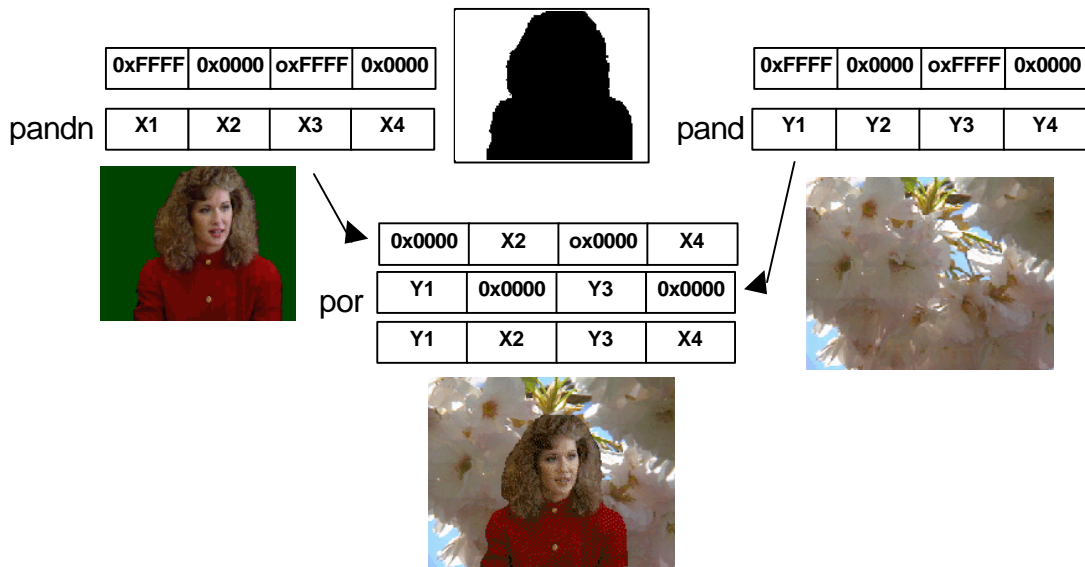 0xFFFF 0x0000 oxFFFF 0x0000
pandn X1 X2 X3 X4
0xFFFF 0x0000 oxFFFF 0x0000
pand Y1 Y2 Y3 Y4
0x0000 X2 ox0000 X4
por Y1 0x0000 Y3 0x0000
Y1 X2 Y3 X4